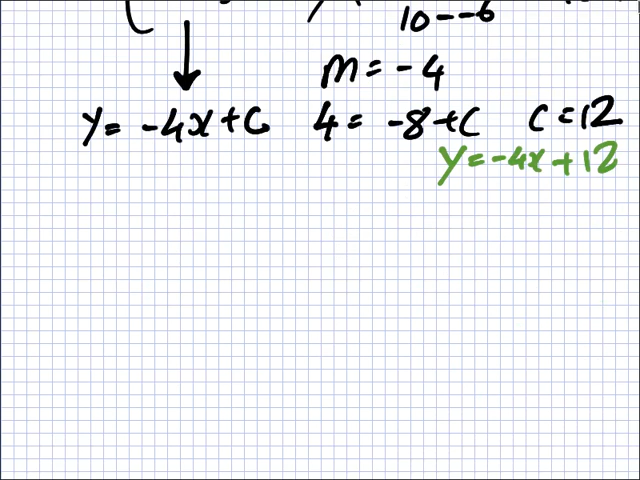 10--6
m = -4
y = -4x + C 4 = -8 + C C = 12
y = -4x + 12